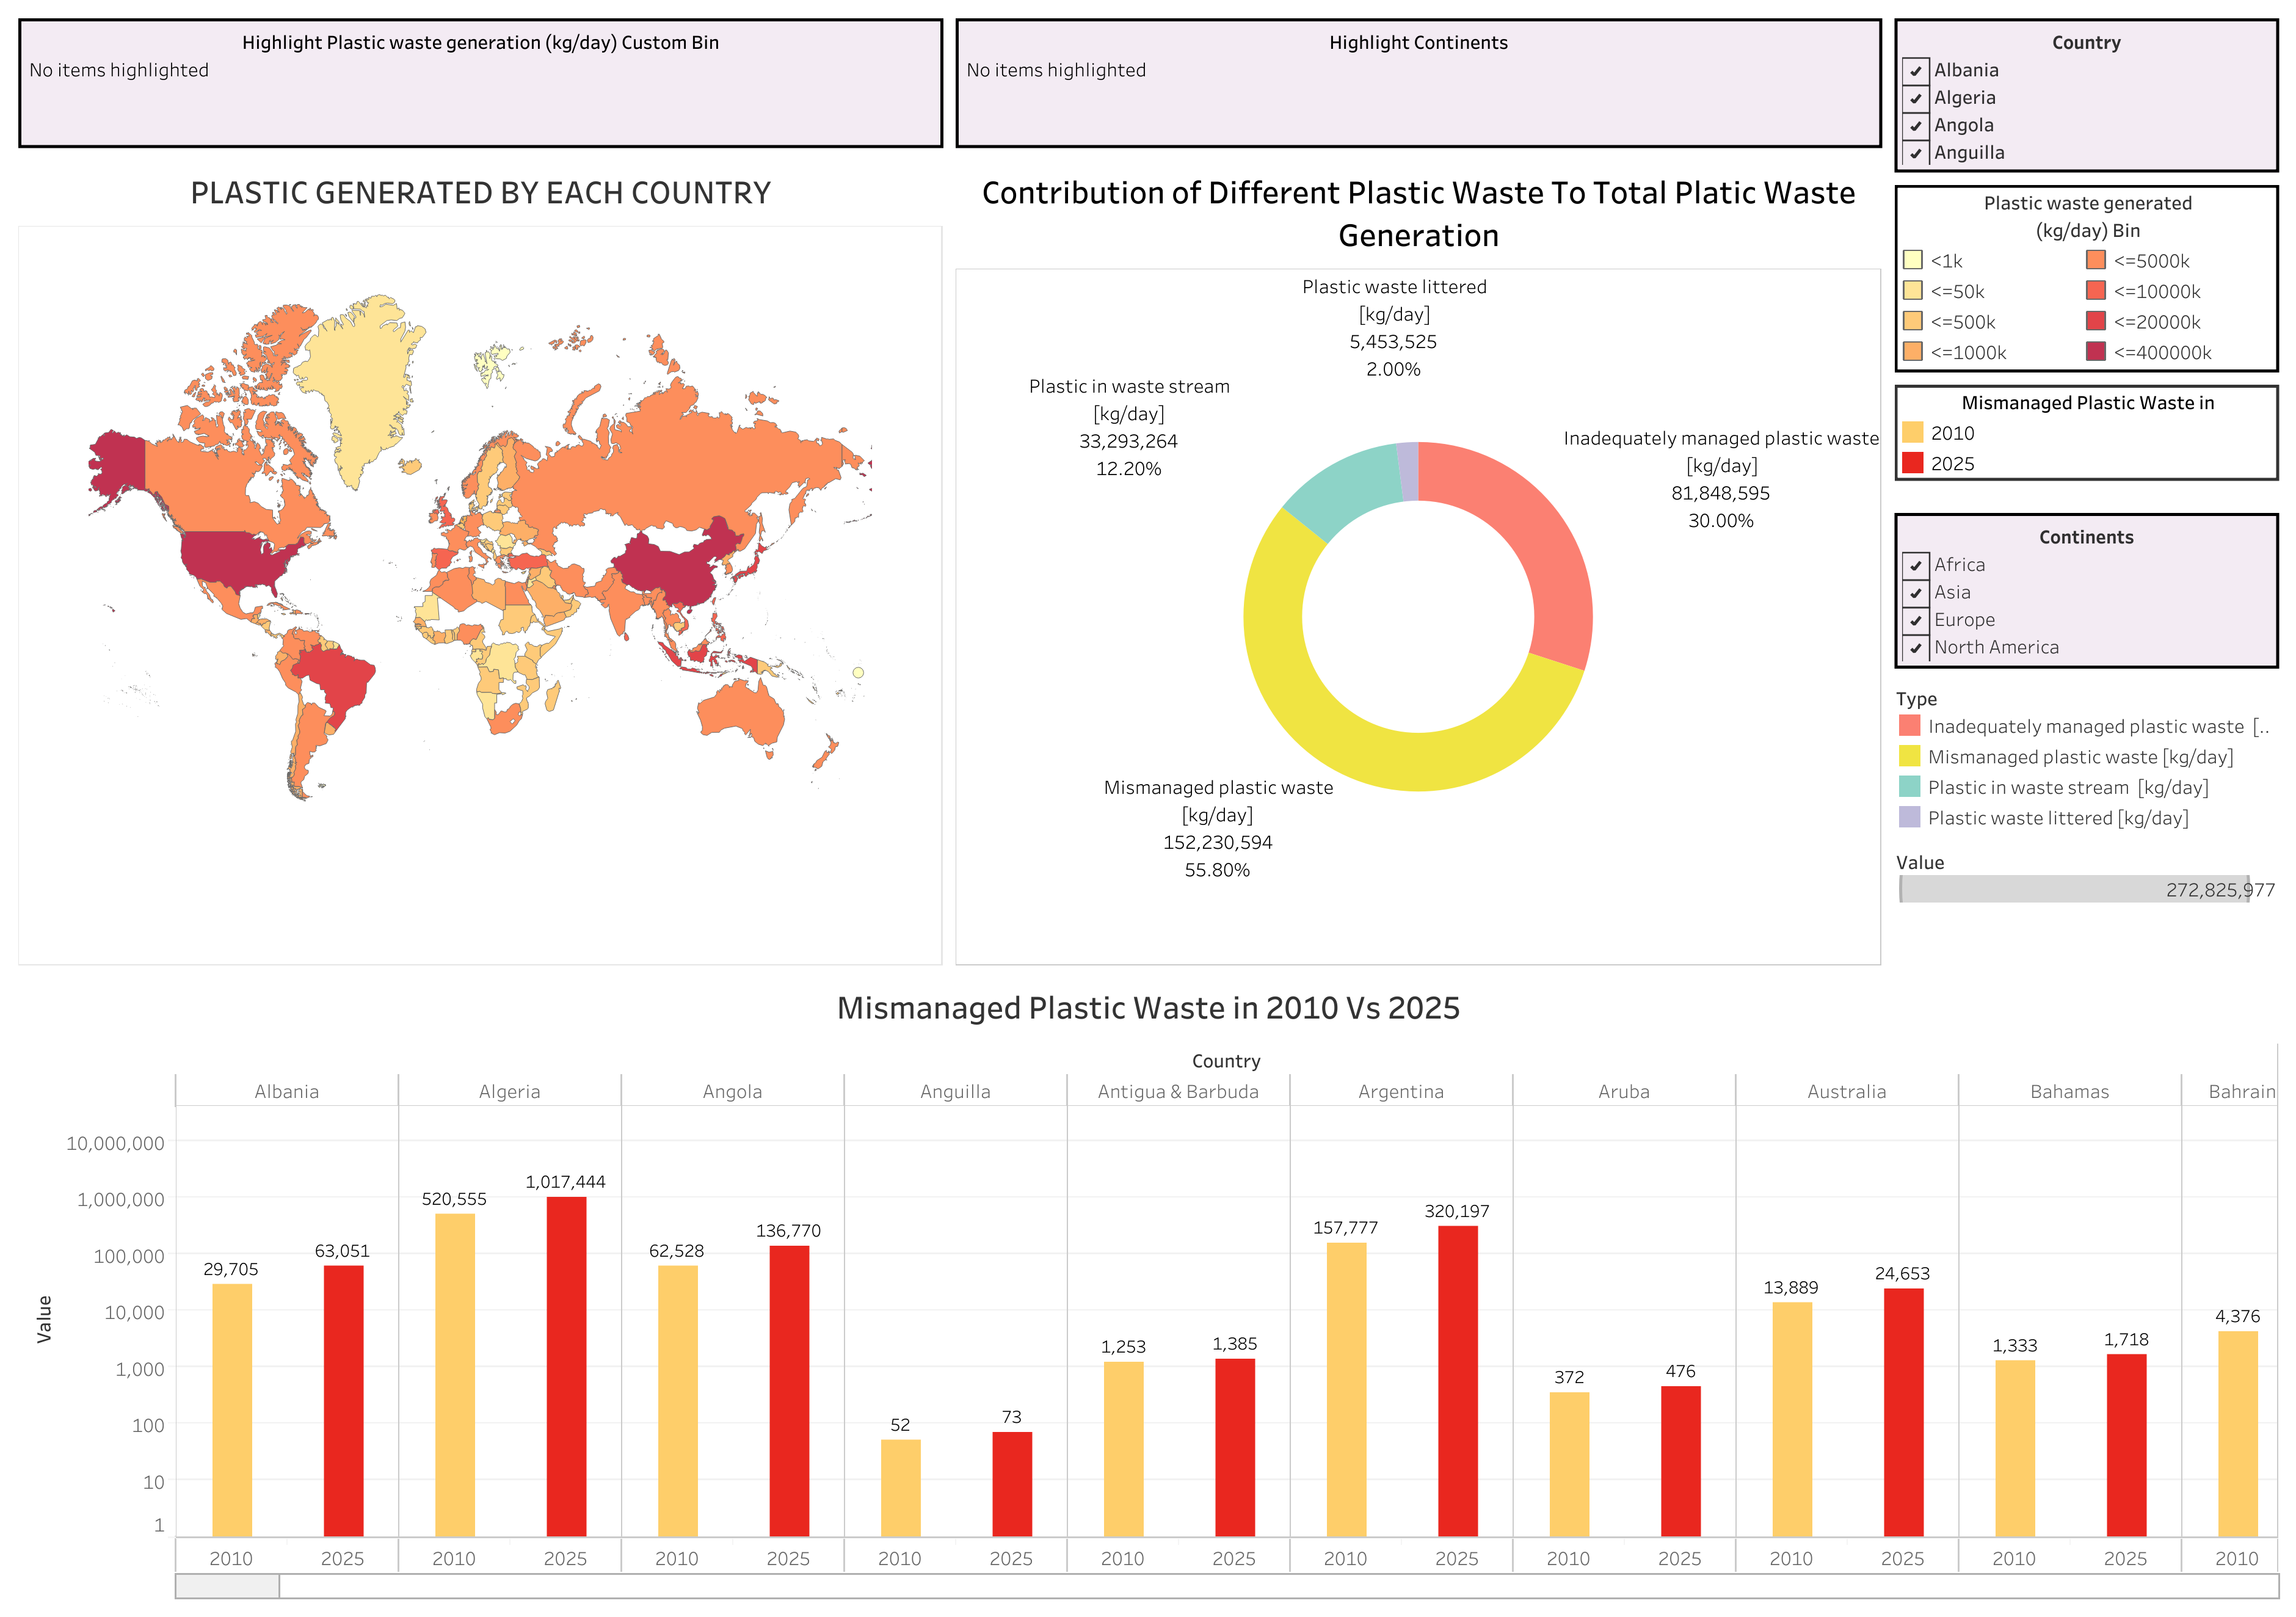 Highlight Plastic waste generation (kg/day) Custom Bin
No items highlighted
Highlight Continents
No items highlighted
Country
Albania
Algeria
Angola
Anguilla
PLASTIC GENERATED BY EACH COUNTRY
Contribution of Different Plastic Waste To Total Platic Waste
Generation
Plastic waste littered
[kg/day]
5,453,525
2.00%
Plastic in waste stream
[kg/day]
33,293,264
12.20%
Inadequately managed plastic waste
[kg/day]
81,848,595
30.00%
Mismanaged plastic waste
[kg/day]
152,230,594
55.80%
Plastic waste generated
(kg/day) Bin
<1k
<=50k
<=500k
<=1000k
<=5000k
<=10000k
<=20000k
<=400000k
Mismanaged Plastic Waste in
2010
2025
Continents
Africa
Asia
Europe
North America
Type
Inadequately managed plastic waste [..
Mismanaged plastic waste [kg/day]
Plastic in waste stream [kg/day]
Plastic waste littered [kg/day]
Value
272,825,977
Mismanaged Plastic Waste in 2010 Vs 2025
Country
Albania Algeria Angola Anguilla Antigua & Barbuda Argentina Aruba Australia Bahamas Bahrain
Value
10,000,000
1,000,000
100,000
10,000
1,000
100
10
1
29,705 63,051 520,555 1,017,444 62,528 136,770 52 73 1,253 1,385 157,777 320,197 372 476 13,889 24,653 1,333 1,718 4,376
2010 2025 2010 2025 2010 2025 2010 2025 2010 2025 2010 2025 2010 2025 2010 2025 2010 2025 2010